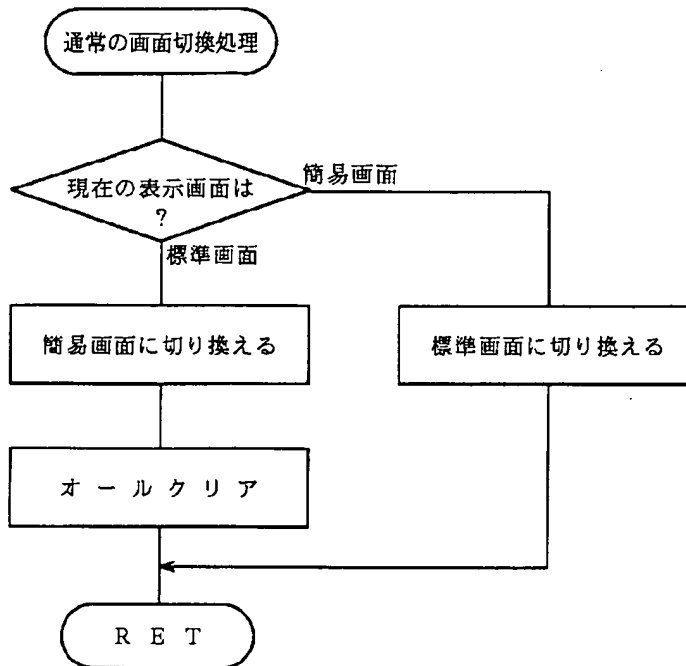 通常の画面切換処理
現在の表示画面は
?
簡易画面
標準画面
簡易画面に切り換える
標準画面に切り換える
オールクリア
RET